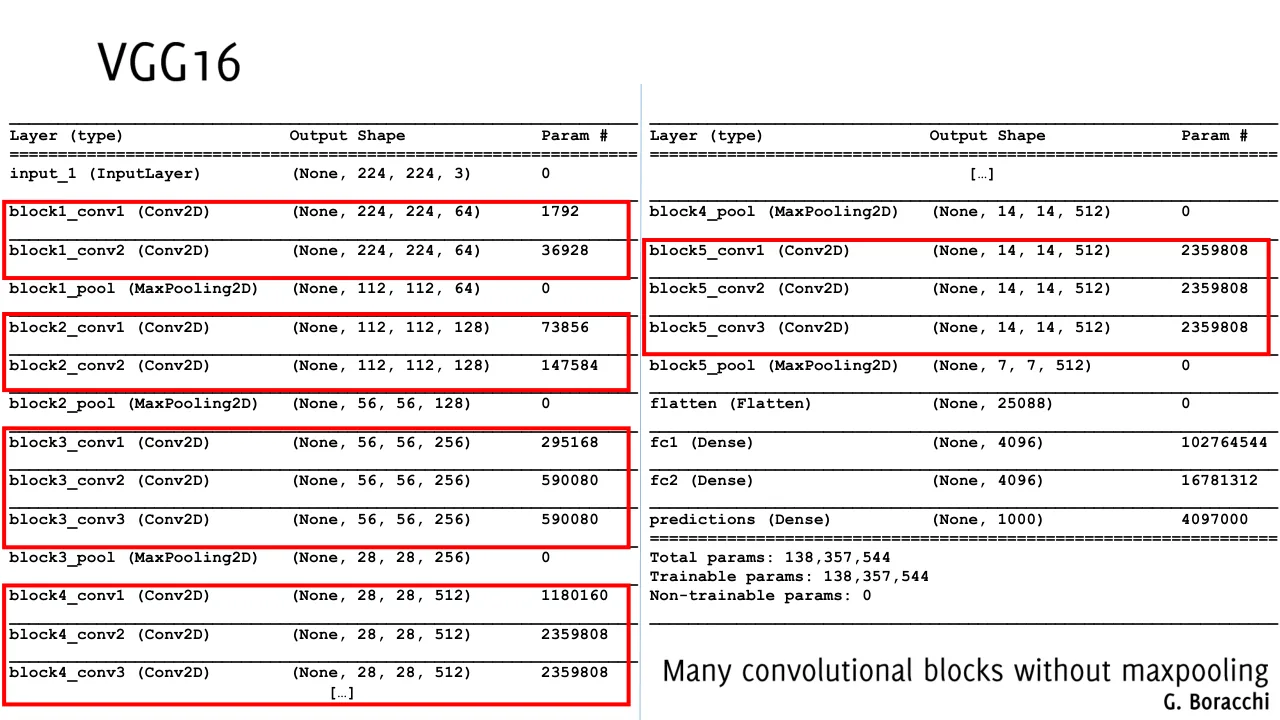 VGG16
Layer (type) Output Shape Param #
input_1 (InputLayer) (None, 224, 224, 3) 0
block1_conv1 (Conv2D) (None, 224, 224, 64) 1792
block1_conv2 (Conv2D) (None, 224, 224, 64) 36928
block1_pool (MaxPooling2D) (None, 112, 112, 64) 0
block2_conv1 (Conv2D) (None, 112, 112, 128) 73856
block2_conv2 (Conv2D) (None, 112, 112, 128) 147584
block2_pool (MaxPooling2D) (None, 56, 56, 128) 0
block3_conv1 (Conv2D) (None, 56, 56, 256) 295168
block3_conv2 (Conv2D) (None, 56, 56, 256) 590080
block3_conv3 (Conv2D) (None, 56, 56, 256) 590080
block3_pool (MaxPooling2D) (None, 28, 28, 256) 0
block4_conv1 (Conv2D) (None, 28, 28, 512) 1180160
block4_conv2 (Conv2D) (None, 28, 28, 512) 2359808
block4_conv3 (Conv2D) (None, 28, 28, 512) 2359808
[…]
Layer (type) Output Shape Param #
[…]
block4_pool (MaxPooling2D) (None, 14, 14, 512) 0
block5_conv1 (Conv2D) (None, 14, 14, 512) 2359808
block5_conv2 (Conv2D) (None, 14, 14, 512) 2359808
block5_conv3 (Conv2D) (None, 14, 14, 512) 2359808
block5_pool (MaxPooling2D) (None, 7, 7, 512) 0
flatten (Flatten) (None, 25088) 0
fc1 (Dense) (None, 4096) 102764544
fc2 (Dense) (None, 4096) 16781312
predictions (Dense) (None, 1000) 4097000
Total params: 138,357,544
Trainable params: 138,357,544
Non-trainable params: 0
Many convolutional blocks without maxpooling
G. Boracchi